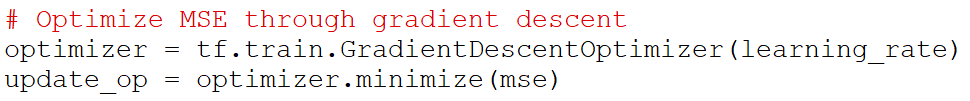 # Optimize MSE through gradient descent
optimizer = tf.train.GradientDescentOptimizer(learning_rate)
update_op = optimizer.minimize(mse)